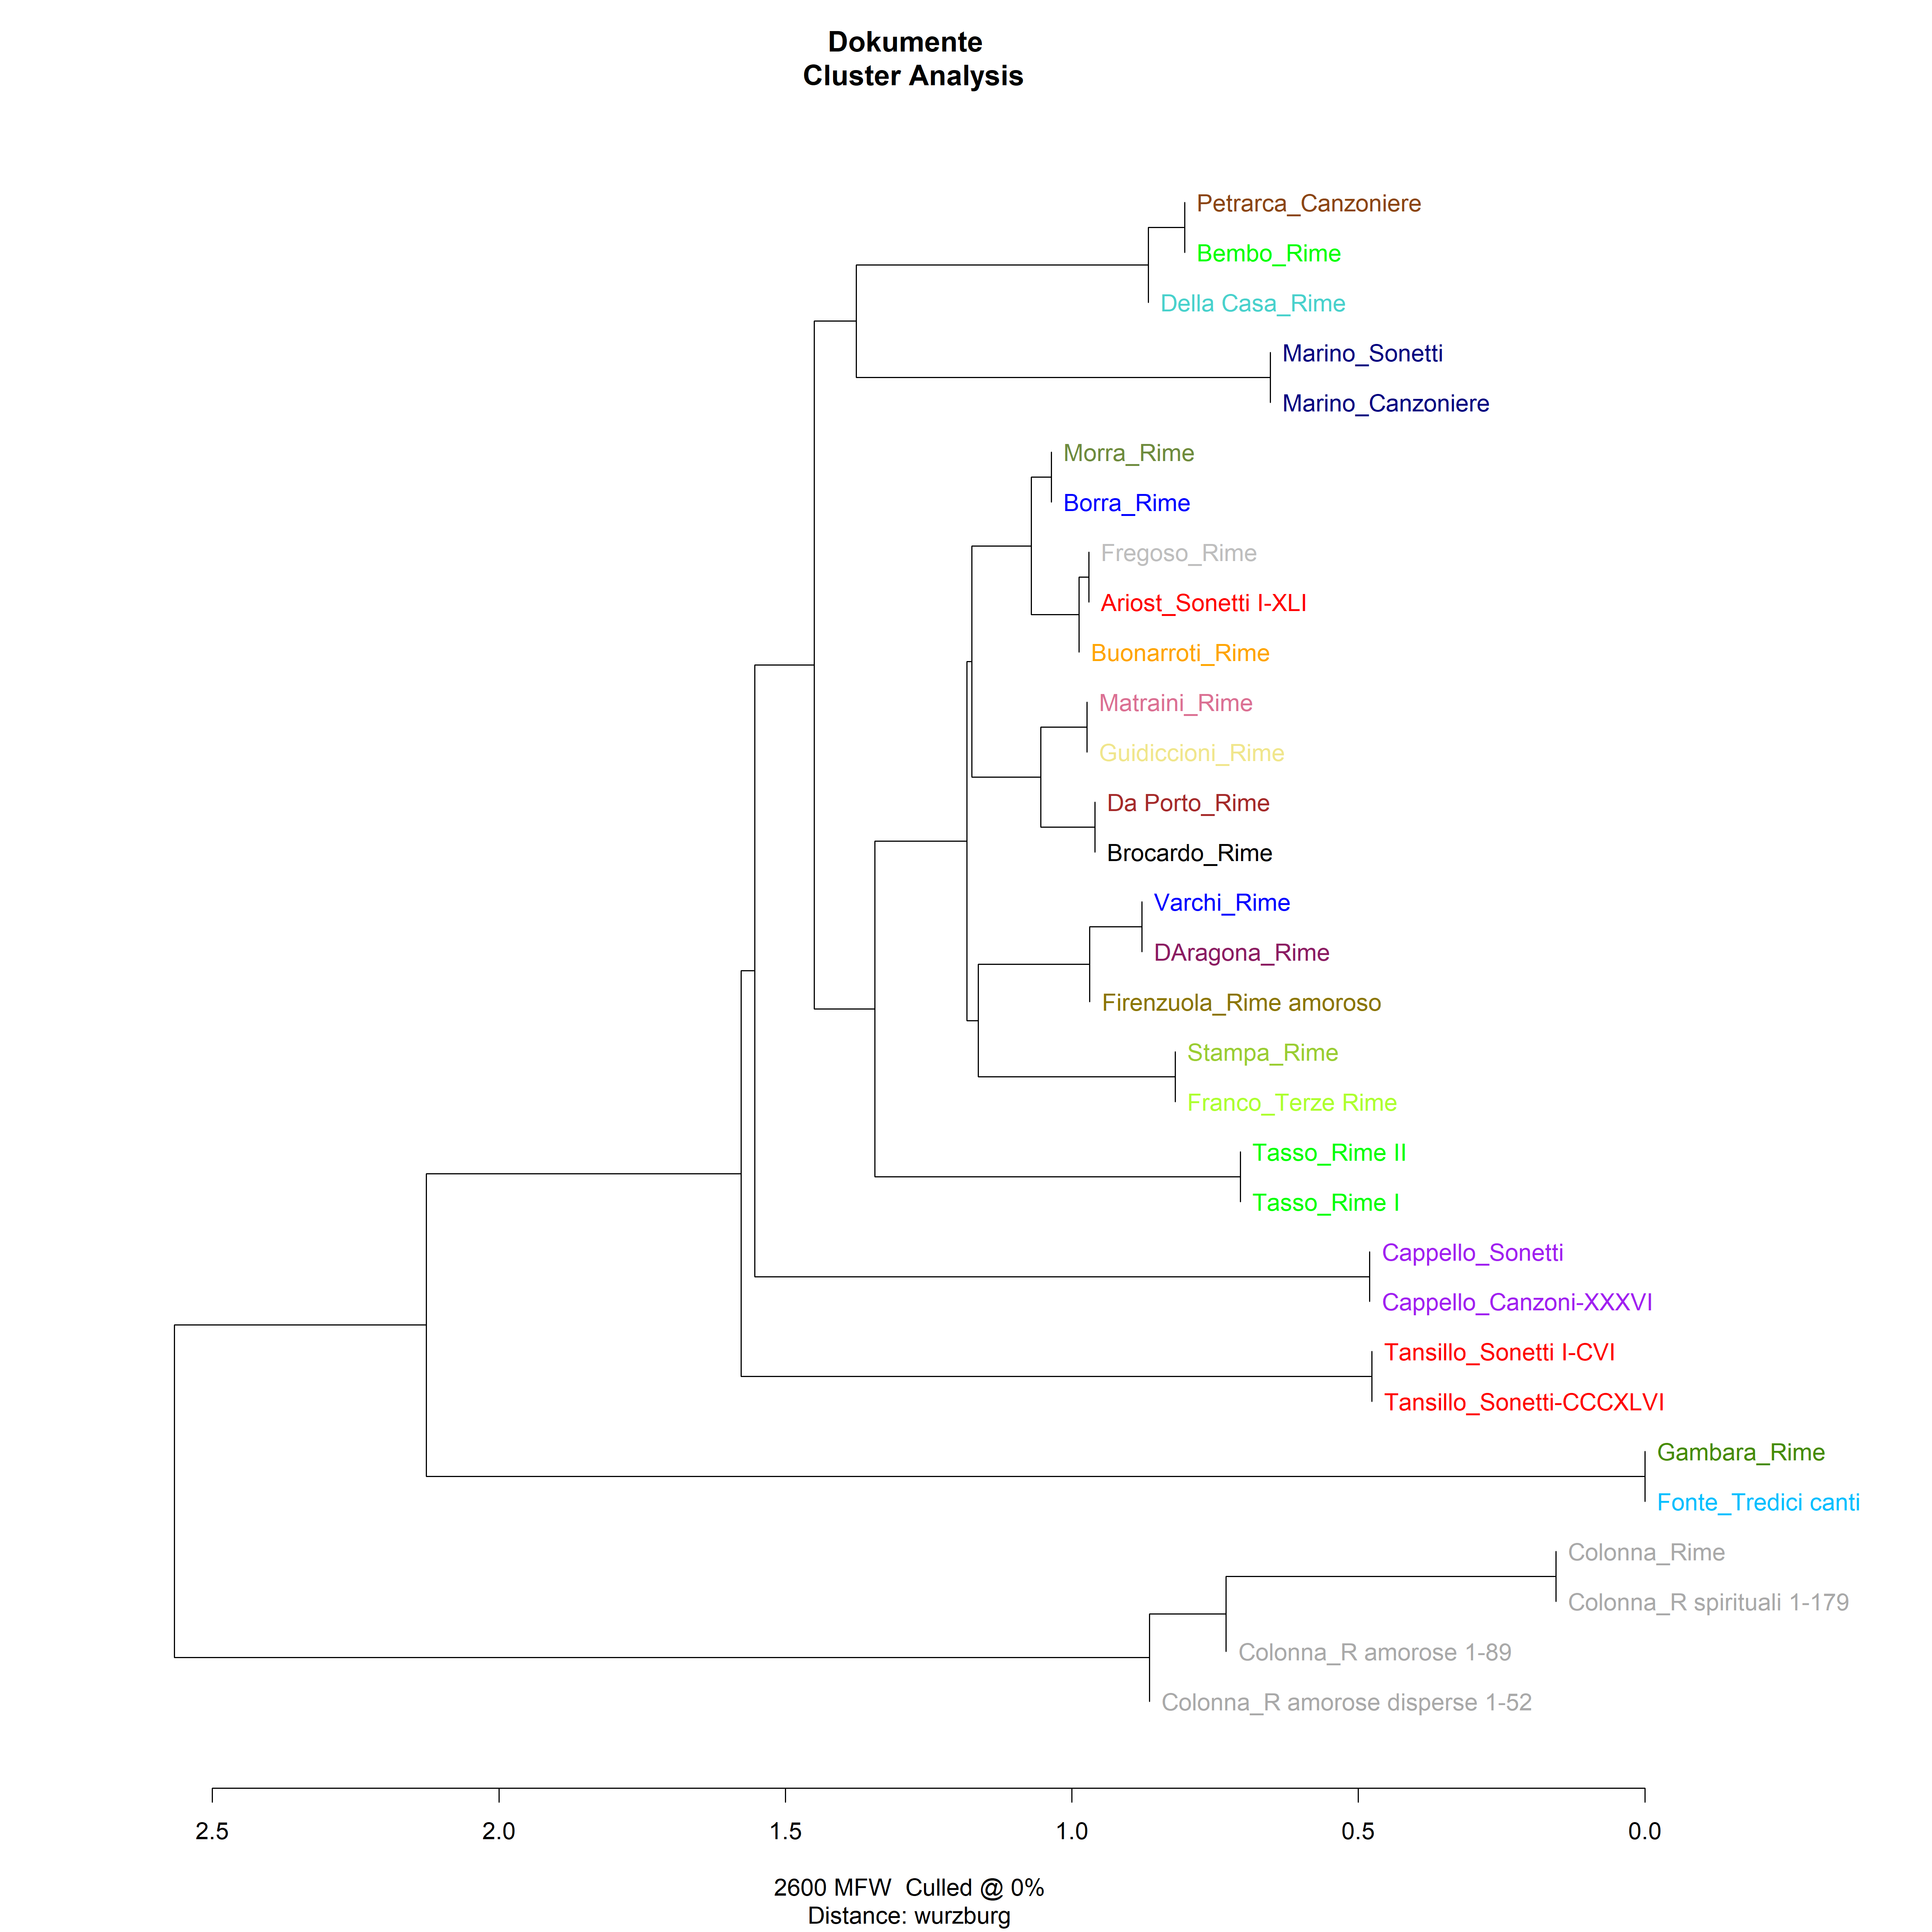 Dokumente
Cluster Analysis
Petrarca_Canzoniere
Bembo_Rime
Della Casa_Rime
Marino_Sonetti
Marino_Canzoniere
Morra_Rime
Borra_Rime
Fregoso_Rime
Ariost_Sonetti I-XLI
Buonarroti_Rime
Matraini_Rime
Guidiccioni_Rime
Da Porto_Rime
Brocardo_Rime
Varchi_Rime
DAragona_Rime
Firenzuola_Rime amoroso
Stampa_Rime
Franco_Terze Rime
Tasso_Rime II
Tasso_Rime I
Cappello_Sonetti
Cappello_Canzoni-XXXVI
Tansillo_Sonetti I-CVI
Tansillo_Sonetti-CCCXLVI
Gambara_Rime
Fonte_Tredici canti
Colonna_Rime
Colonna_R spirituali 1-179
Colonna_R amorose 1-89
Colonna_R amorose disperse 1-52
2.5 2.0 1.5 1.0 0.5 0.0
2600 MFW  Culled @ 0%
Distance: wurzburg